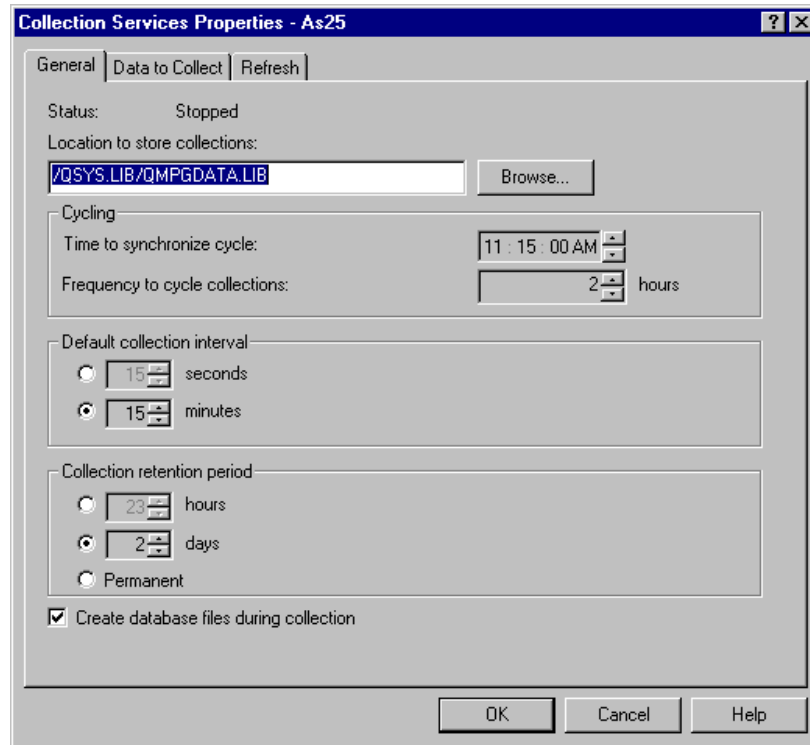 Collection Services Properties - As25
General Data to Collect Refresh
Status: Stopped
Location to store collections:
/QSYS.LIB/QMPGDATA.LIB Browse...
Cycling
Time to synchronize cycle: 11 : 15 : 00 AM
Frequency to cycle collections: 2 hours
Default collection interval
15 seconds
15 minutes
Collection retention period
23 hours
2 days
Permanent
Create database files during collection
OK Cancel Help